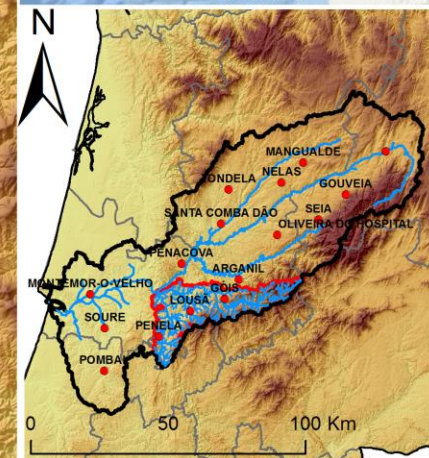 N
MANGUALDE
TONDELA
NELAS
GOUVEIA
SEIA
SANTA COMBA DÃO
OLIVEIRA DO HOSPITAL
PENACOVA
ARGANIL
MONTEMOR-O-VELHO
GÓIS
LOUSÃ
SOURE
PENELA
POMBAL
0 50 100 Km